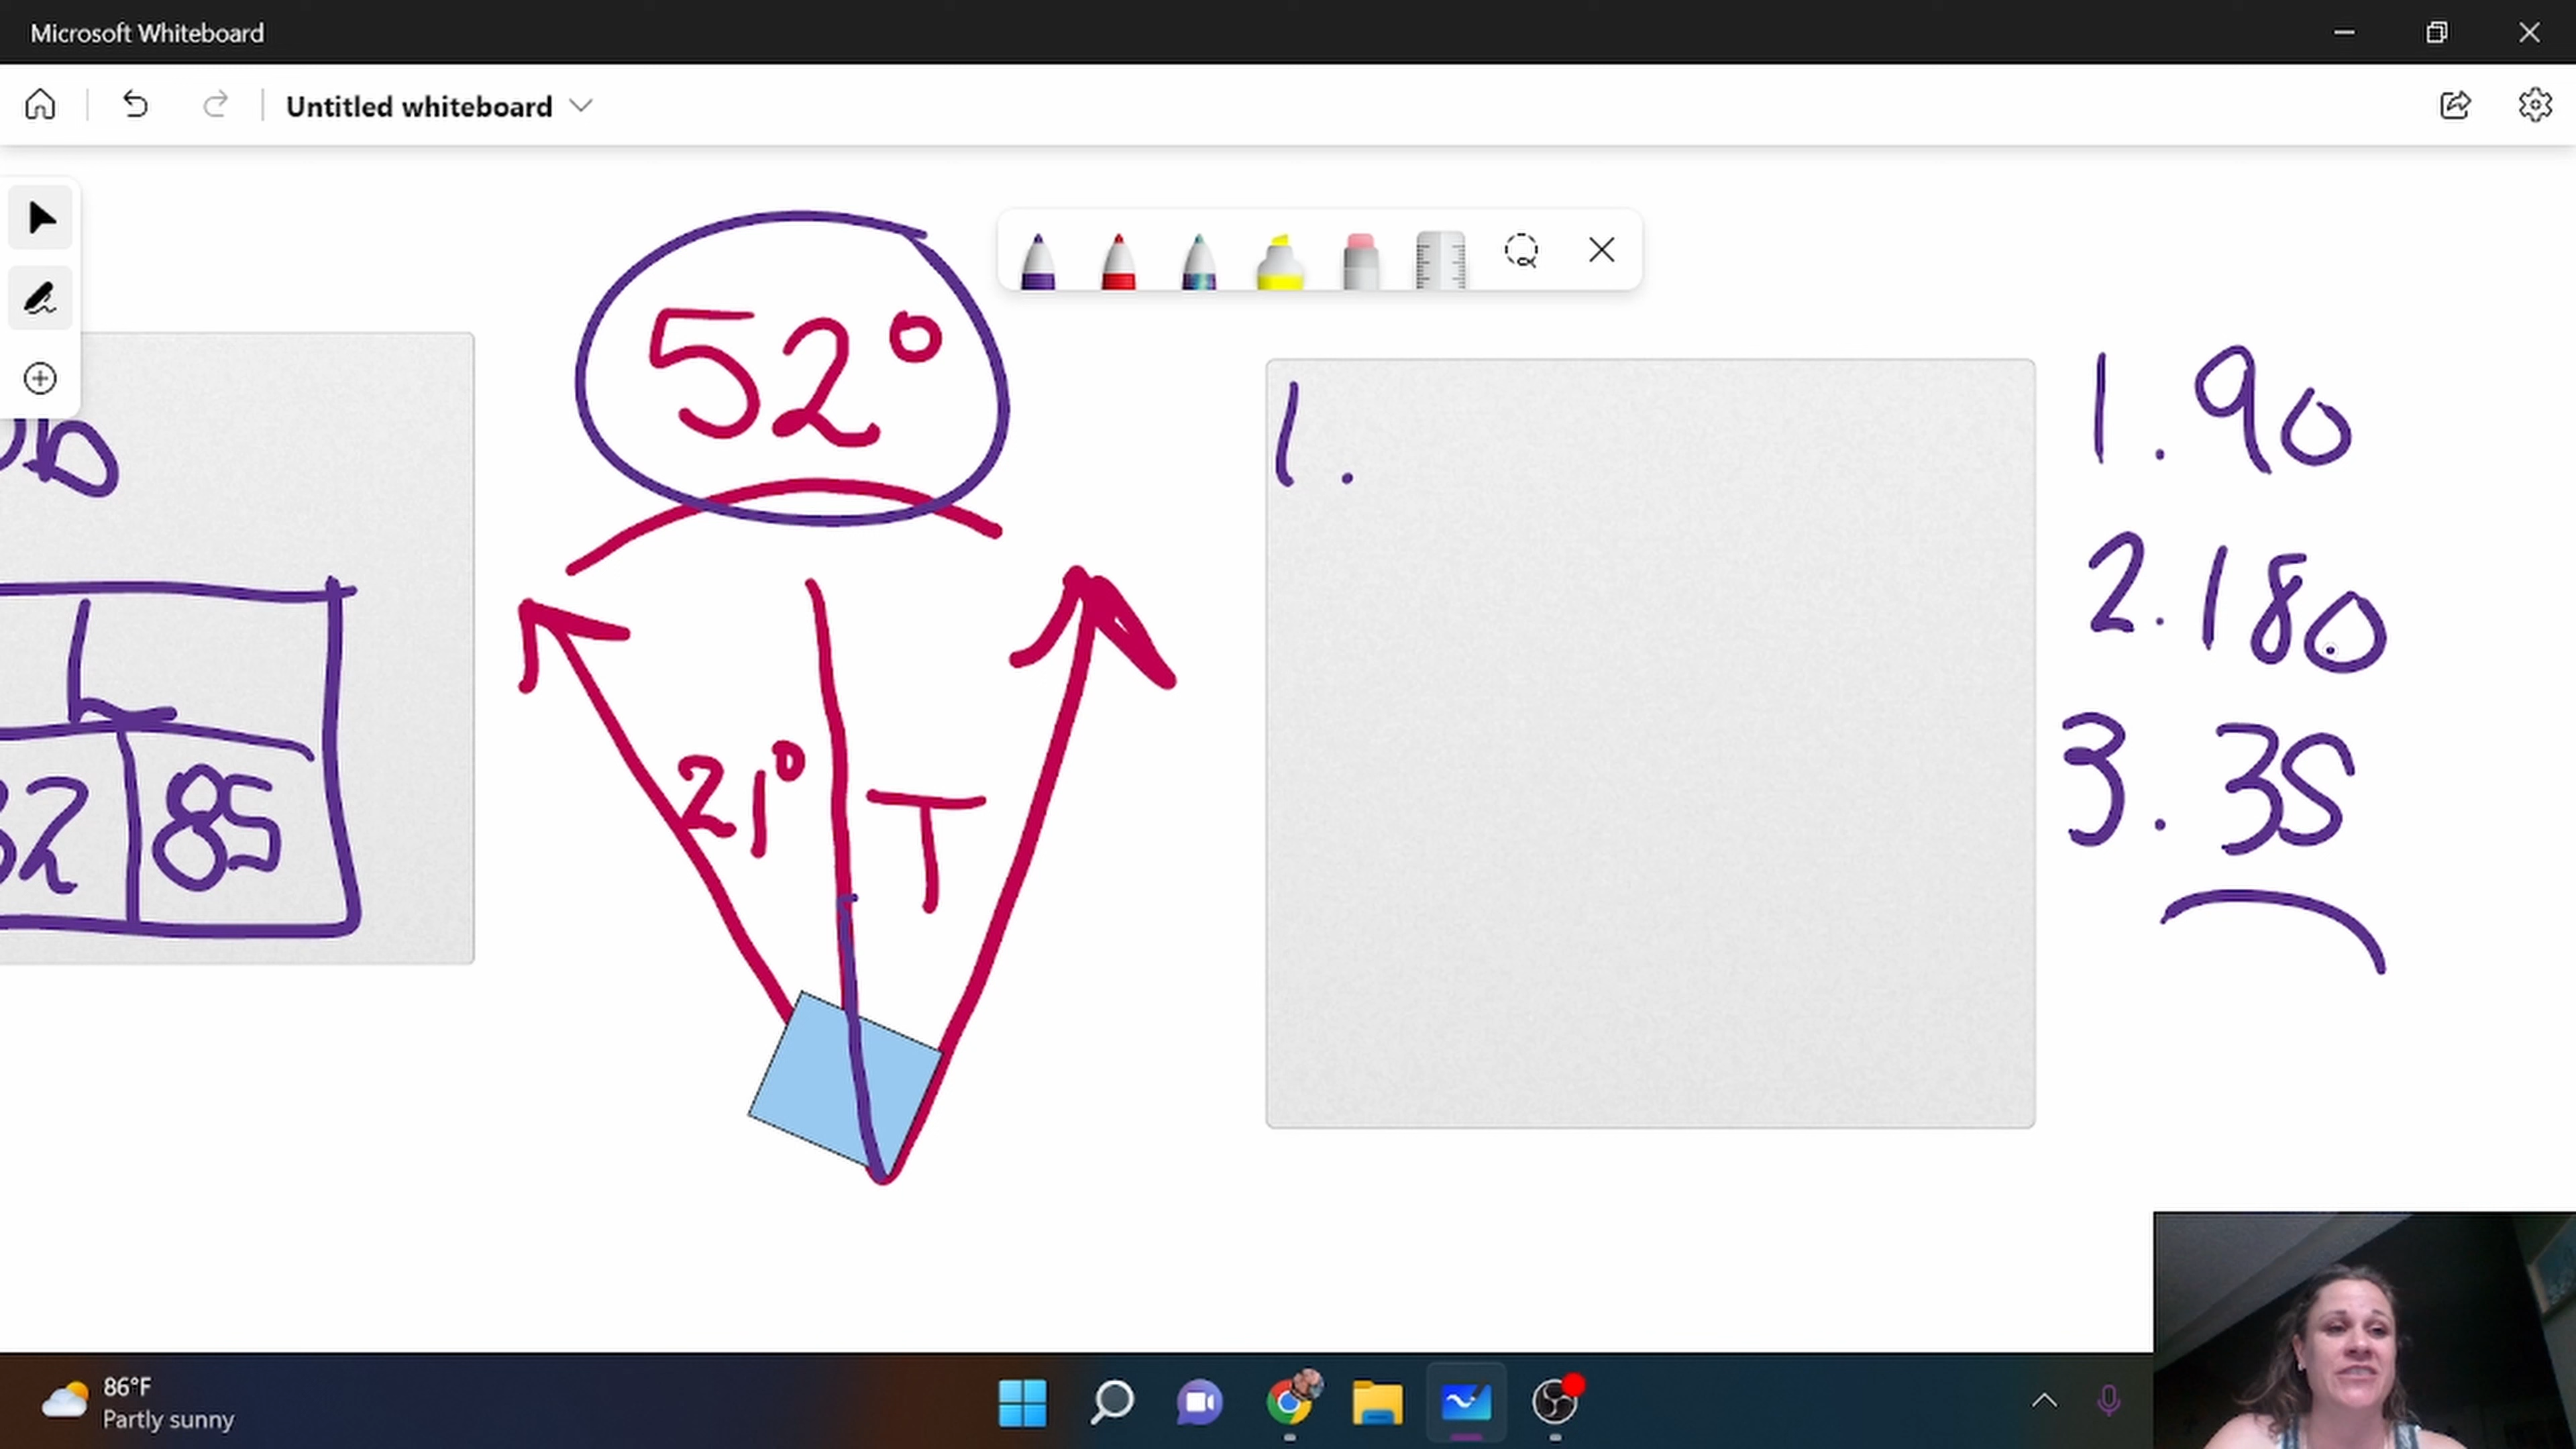 Microsoft Whiteboard
Untitled whiteboard
52°
21°
T
85
1.
1. 90
2. 180
3. 35
86°F
Partly sunny